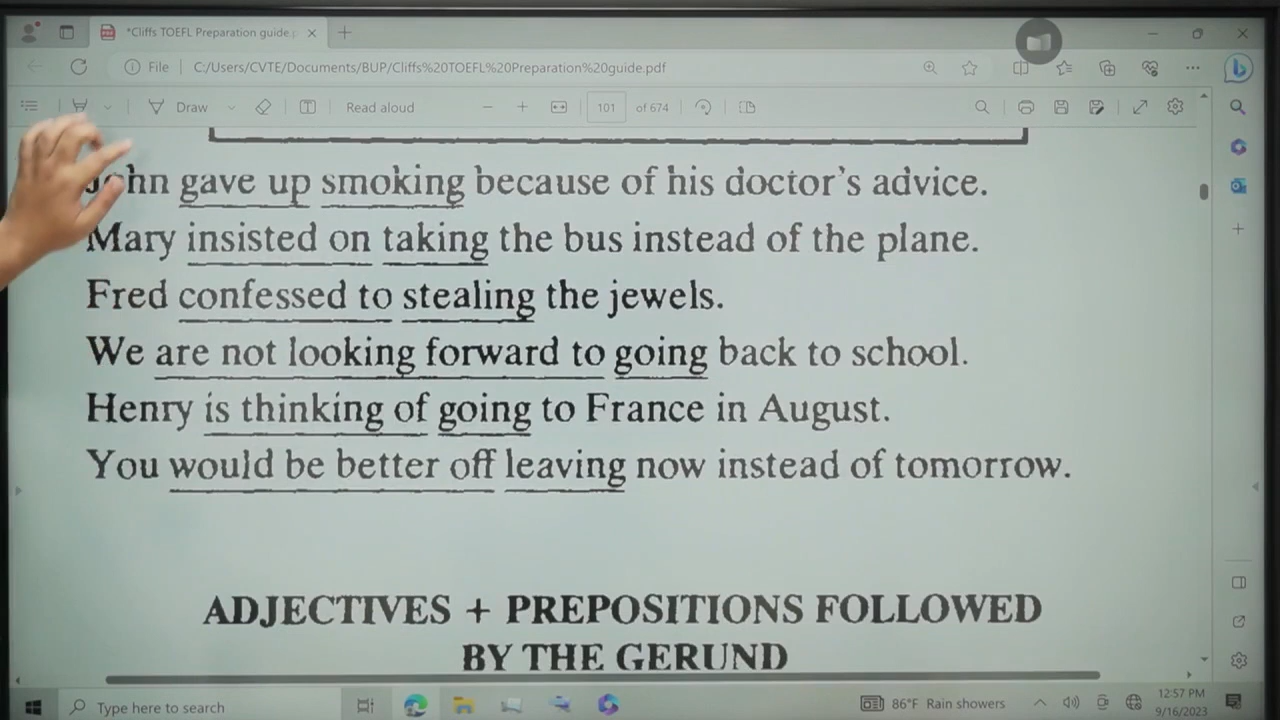 *Cliffs TOEFL Preparation guide.p
File | C:/Users/CVTE/Documents/BUP/Cliffs%20TOEFL%20Preparation%20guide.pdf
Draw Read aloud 101 of 674
John gave up smoking because of his doctor's advice.
Mary insisted on taking the bus instead of the plane.
Fred confessed to stealing the jewels.
We are not looking forward to going back to school.
Henry is thinking of going to France in August.
You would be better off leaving now instead of tomorrow.
ADJECTIVES + PREPOSITIONS FOLLOWED
BY THE GERUND
Type here to search
86°F Rain showers
12:57 PM
9/16/2023